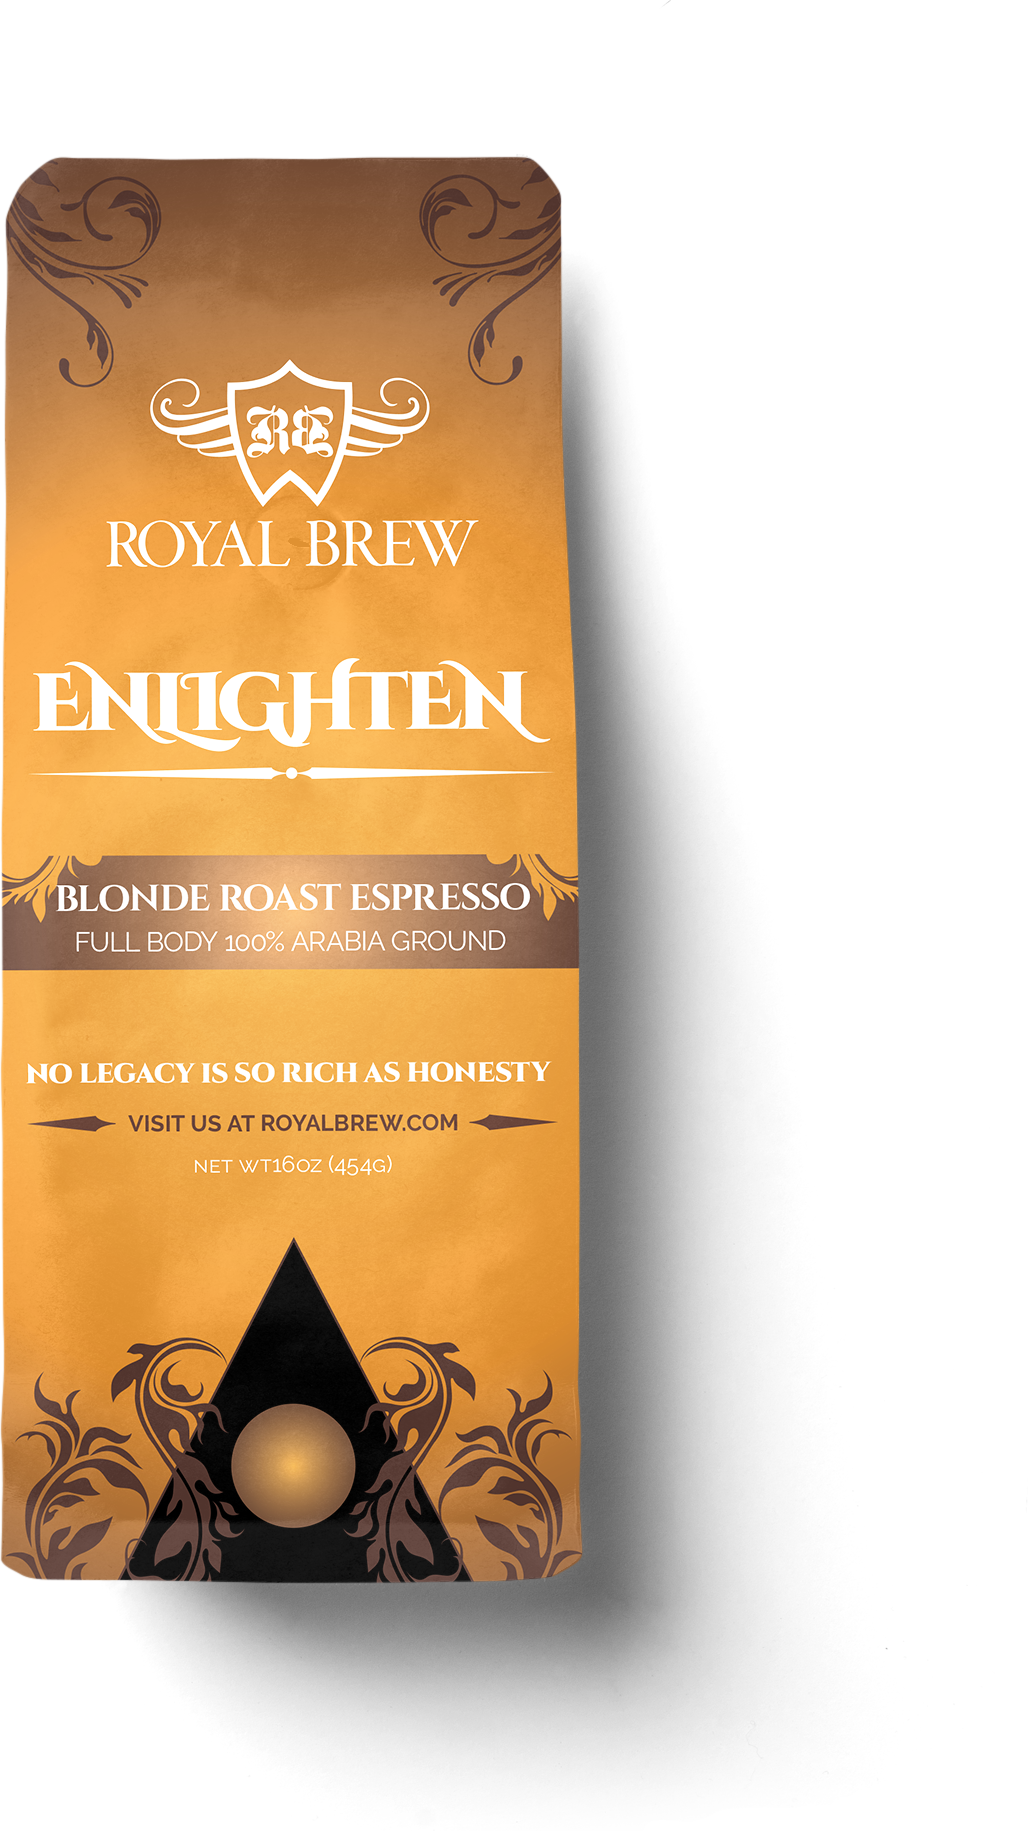 RB
ROYAL BREW
ENLIGHTEN
BLONDE ROAST ESPRESSO
FULL BODY 100% ARABIA GROUND
NO LEGACY IS SO RICH AS HONESTY
VISIT US AT ROYALBREW.COM
NET WT16OZ (454G)